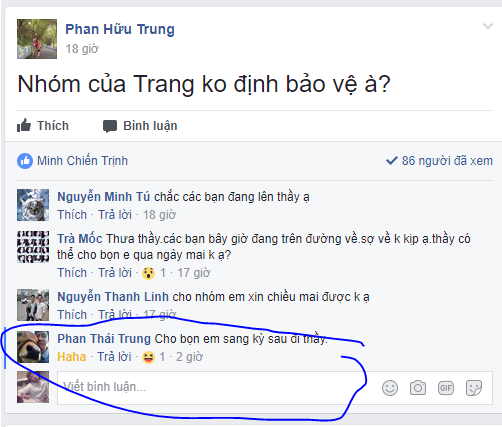 Phan Hữu Trung
18 giờ
Nhóm của Trang ko định bảo vệ à?
Thích Bình luận
Minh Chiến Trịnh 86 người đã xem
Nguyễn Minh Tú chắc các bạn đang lên thầy ạ
Thích · Trả lời · 18 giờ
Trà Mốc Thưa thầy.các bạn bây giờ đang trên đường về.sợ về k kịp ạ.thầy có
thể cho bọn e qua ngày mai k ạ?
Thích · Trả lời · 1 · 17 giờ
Nguyễn Thanh Linh cho nhóm em xin chiều mai được k ạ
Thích · Trả lời · 17 giờ
Phan Thái Trung Cho bọn em sang kỳ sau đi thầy.
Haha · Trả lời · 1 · 2 giờ
Viết bình luận...
GIF